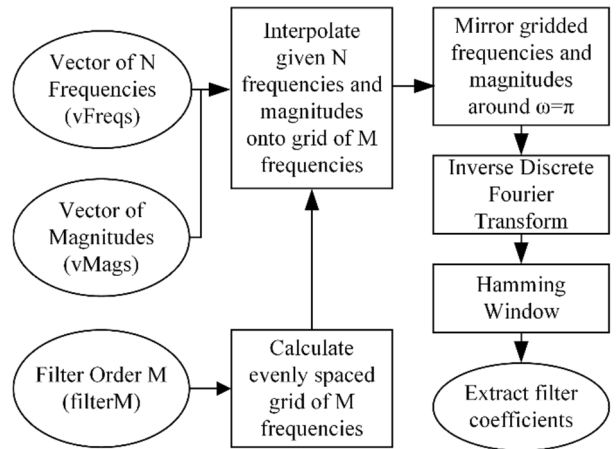 Vector of N
Frequencies
(vFreqs)
Vector of
Magnitudes
(vMags)
Filter Order M
(filterM)
Interpolate
given N
frequencies and
magnitudes
onto grid of M
frequencies
Calculate
evenly spaced
grid of M
frequencies
Mirror gridded
frequencies and
magnitudes
around ω=π
Inverse Discrete
Fourier
Transform
Hamming
Window
Extract filter
coefficients